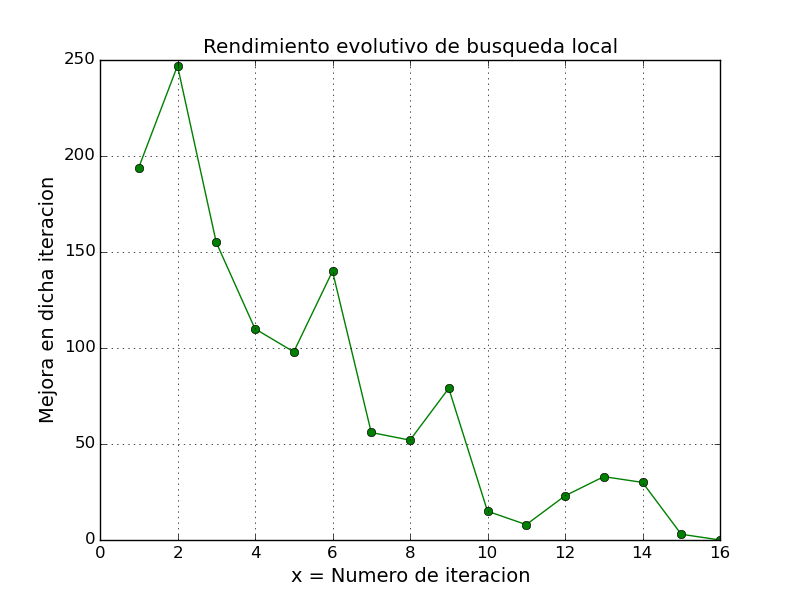 Rendimiento evolutivo de busqueda local
250
200
150
100
50
0
0 2 4 6 8 10 12 14 16
Mejora en dicha iteracion
x = Numero de iteracion